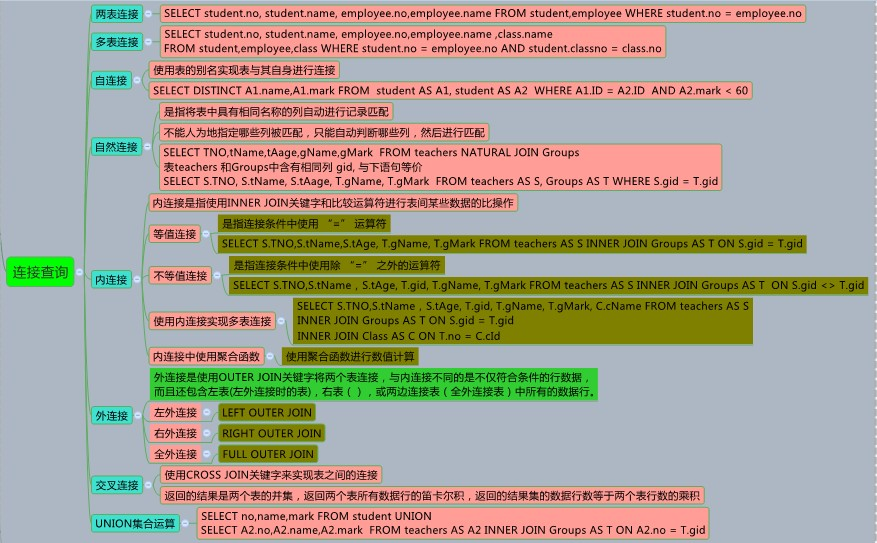 连接查询
两表连接
SELECT student.no, student.name, employee.no,employee.name FROM student,employee WHERE student.no = employee.no
多表连接
SELECT student.no, student.name, employee.no, employee.name ,class.name
FROM student,employee,class WHERE student.no = employee.no AND student.classno = class.no
自连接
使用表的别名实现表与其自身进行连接
SELECT DISTINCT A1.name,A1.mark FROM  student AS A1, student AS A2  WHERE A1.ID = A2.ID  AND A2.mark < 60
自然连接
是指将表中具有相同名称的列自动进行记录匹配
不能人为地指定哪些列被匹配，只能自动判断哪些列，然后进行匹配
SELECT TNO,tName,tAage,gName,gMark  FROM teachers NATURAL JOIN Groups
表teachers 和Groups中含有相同列 gid, 与下语句等价
SELECT S.TNO, S.tName, S.tAage, T.gName, T.gMark  FROM teachers AS S, Groups AS T WHERE S.gid = T.gid
内连接
内连接是指使用INNER JOIN关键字和比较运算符进行表间某些数据的比操作
等值连接
是指连接条件中使用 “=” 运算符
SELECT S.TNO,S.tName,S.tAge, T.gName, T.gMark FROM teachers AS S INNER JOIN Groups AS T ON S.gid = T.gid
不等值连接
是指连接条件中使用除 “=” 之外的运算符
SELECT S.TNO,S.tName , S.tAge, T.gid, T.gName, T.gMark FROM teachers AS S INNER JOIN Groups AS T  ON S.gid <> T.gid
使用内连接实现多表连接
SELECT S.TNO,S.tName , S.tAge, T.gid, T.gName, T.gMark, C.cName FROM teachers AS S
INNER JOIN Groups AS T ON S.gid = T.gid
INNER JOIN Class AS C ON T.no = C.cId
内连接中使用聚合函数
使用聚合函数进行数值计算
外连接
外连接是使用OUTER JOIN关键字将两个表连接，与内连接不同的是不仅符合条件的行数据，
而且还包含左表(左外连接时的表)，右表（ ），或两边连接表（ 全外连接表 ）中所有的数据行。
左外连接
LEFT OUTER JOIN
右外连接
RIGHT OUTER JOIN
全外连接
FULL OUTER JOIN
交叉连接
使用CROSS JOIN关键字来实现表之间的连接
返回的结果是两个表的并集，返回两个表所有数据行的笛卡尔积，返回的结果集的数据行数等于两个表行数的乘积
UNION集合运算
SELECT no,name,mark FROM student UNION
SELECT A2.no,A2.name,A2.mark  FROM teachers AS A2 INNER JOIN Groups AS T ON A2.no = T.gid